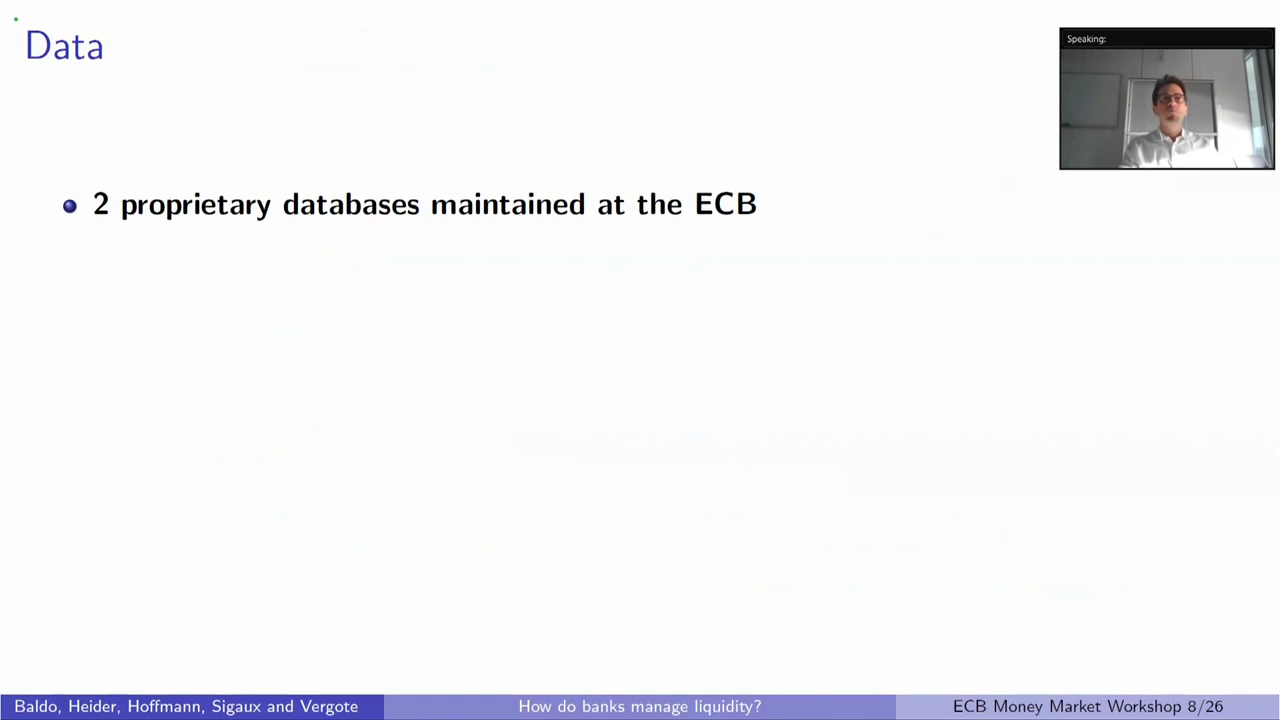 Data
Speaking:
2 proprietary databases maintained at the ECB
Baldo, Heider, Hoffmann, Sigaux and Vergote
How do banks manage liquidity?
ECB Money Market Workshop 8/26